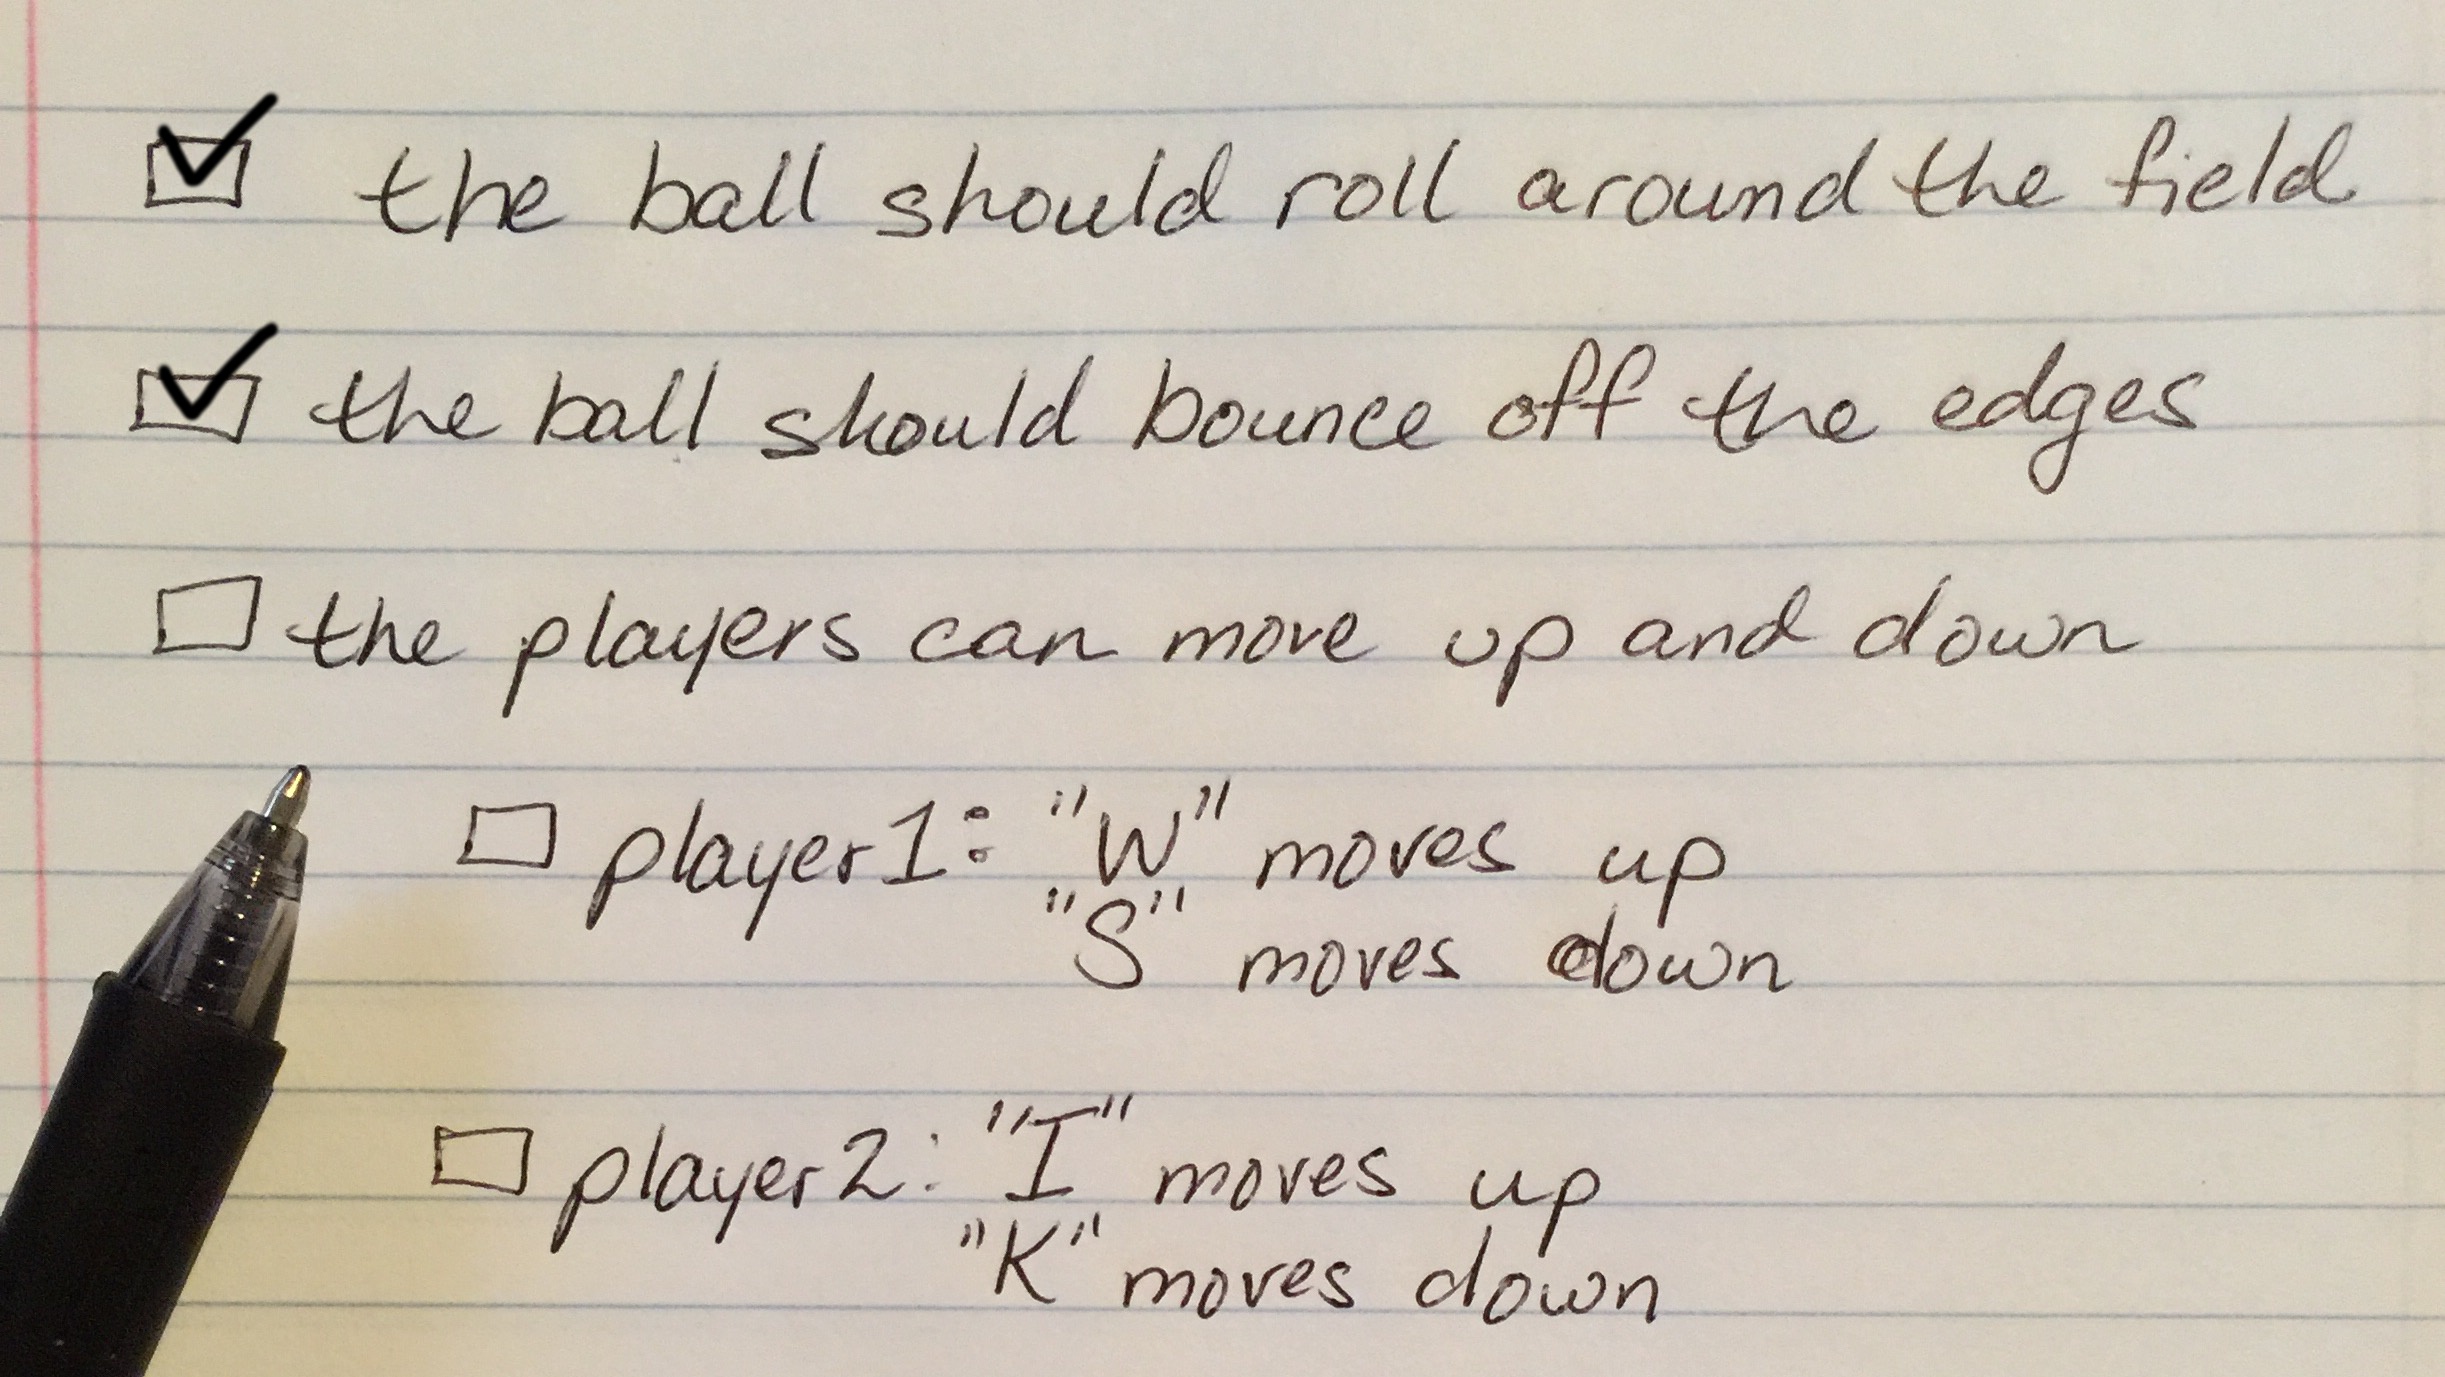 the ball should roll around the field
the ball should bounce off the edges
the players can move up and down
player1: "W" moves up
"S" moves down
player2: "I" moves up
"K" moves down